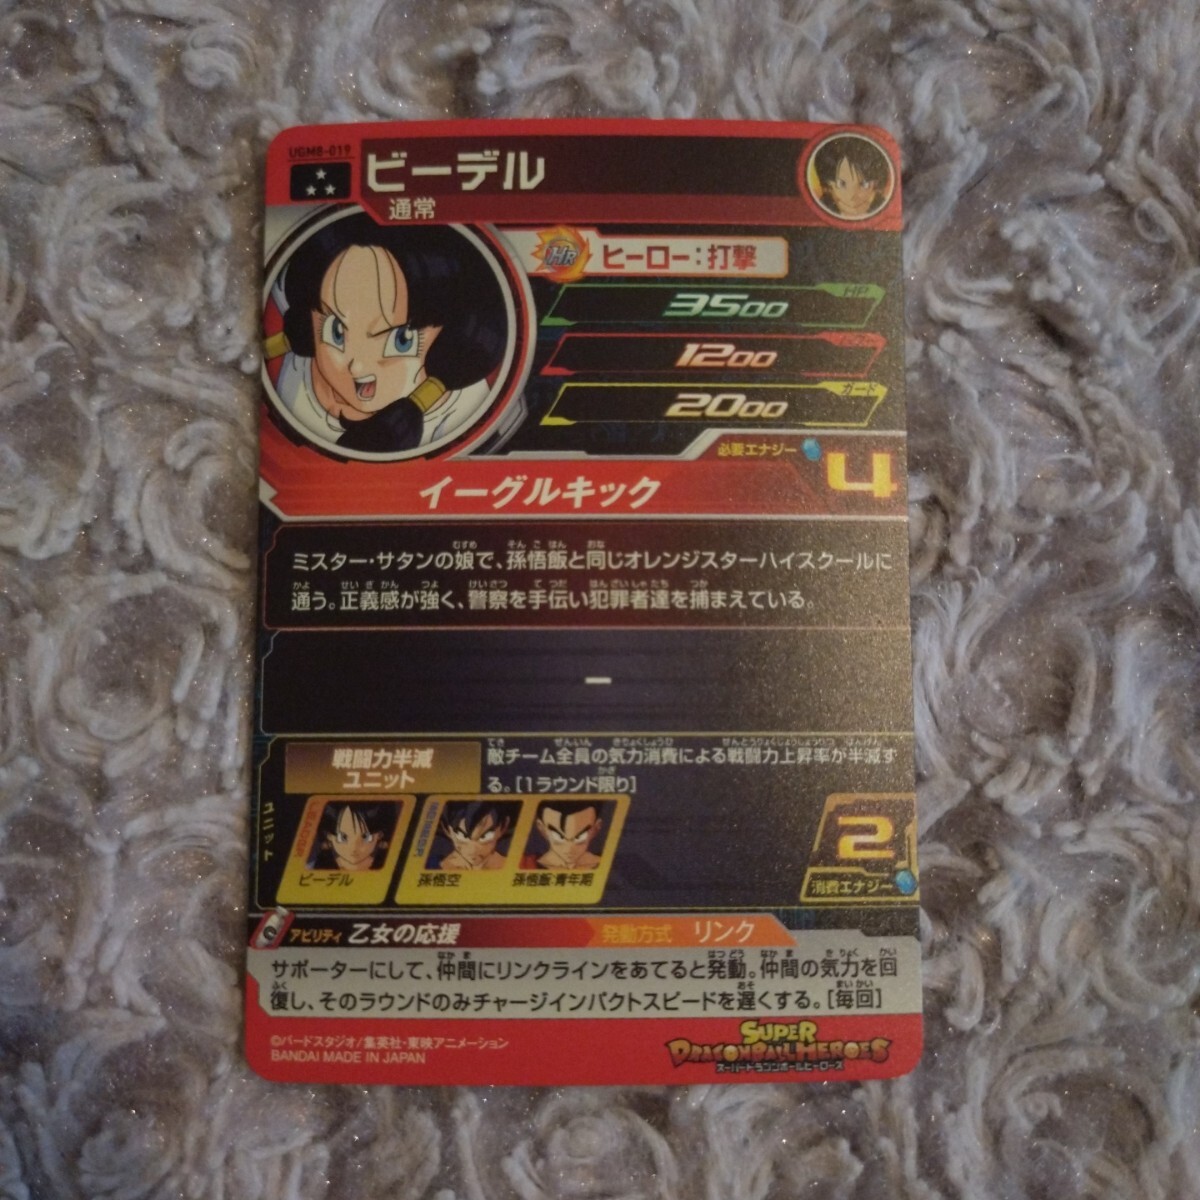 UGM8-019
ビーデル
通常
HR
ヒーロー:打撃
HP
3500
1200
ガード
2000
必要エナジー
4
イーグルキック
ミスター・サタンの娘で、孫悟飯と同じオレンジスターハイスクールに
通う。正義感が強く、警察を手伝い犯罪者達を捕まえている。
ー
ユニット
戦闘力半減
ユニット
敵チーム全員の気力消費による戦闘力上昇率が半減す
る。[1ラウンド限り]
ビーデル
孫悟空
孫悟飯:青年期
2
消費エナジー
アビリティ 乙女の応援
発動方式 リンク
サポーターにして、仲間にリンクラインをあてると発動。仲間の気力を回
復し、そのラウンドのみチャージインパクトスピードを遅くする。[毎回]
©バードスタジオ/集英社・東映アニメーション
BANDAI MADE IN JAPAN
SUPER
DRAGONBALL HEROES
スーパードラゴンボールヒーローズ